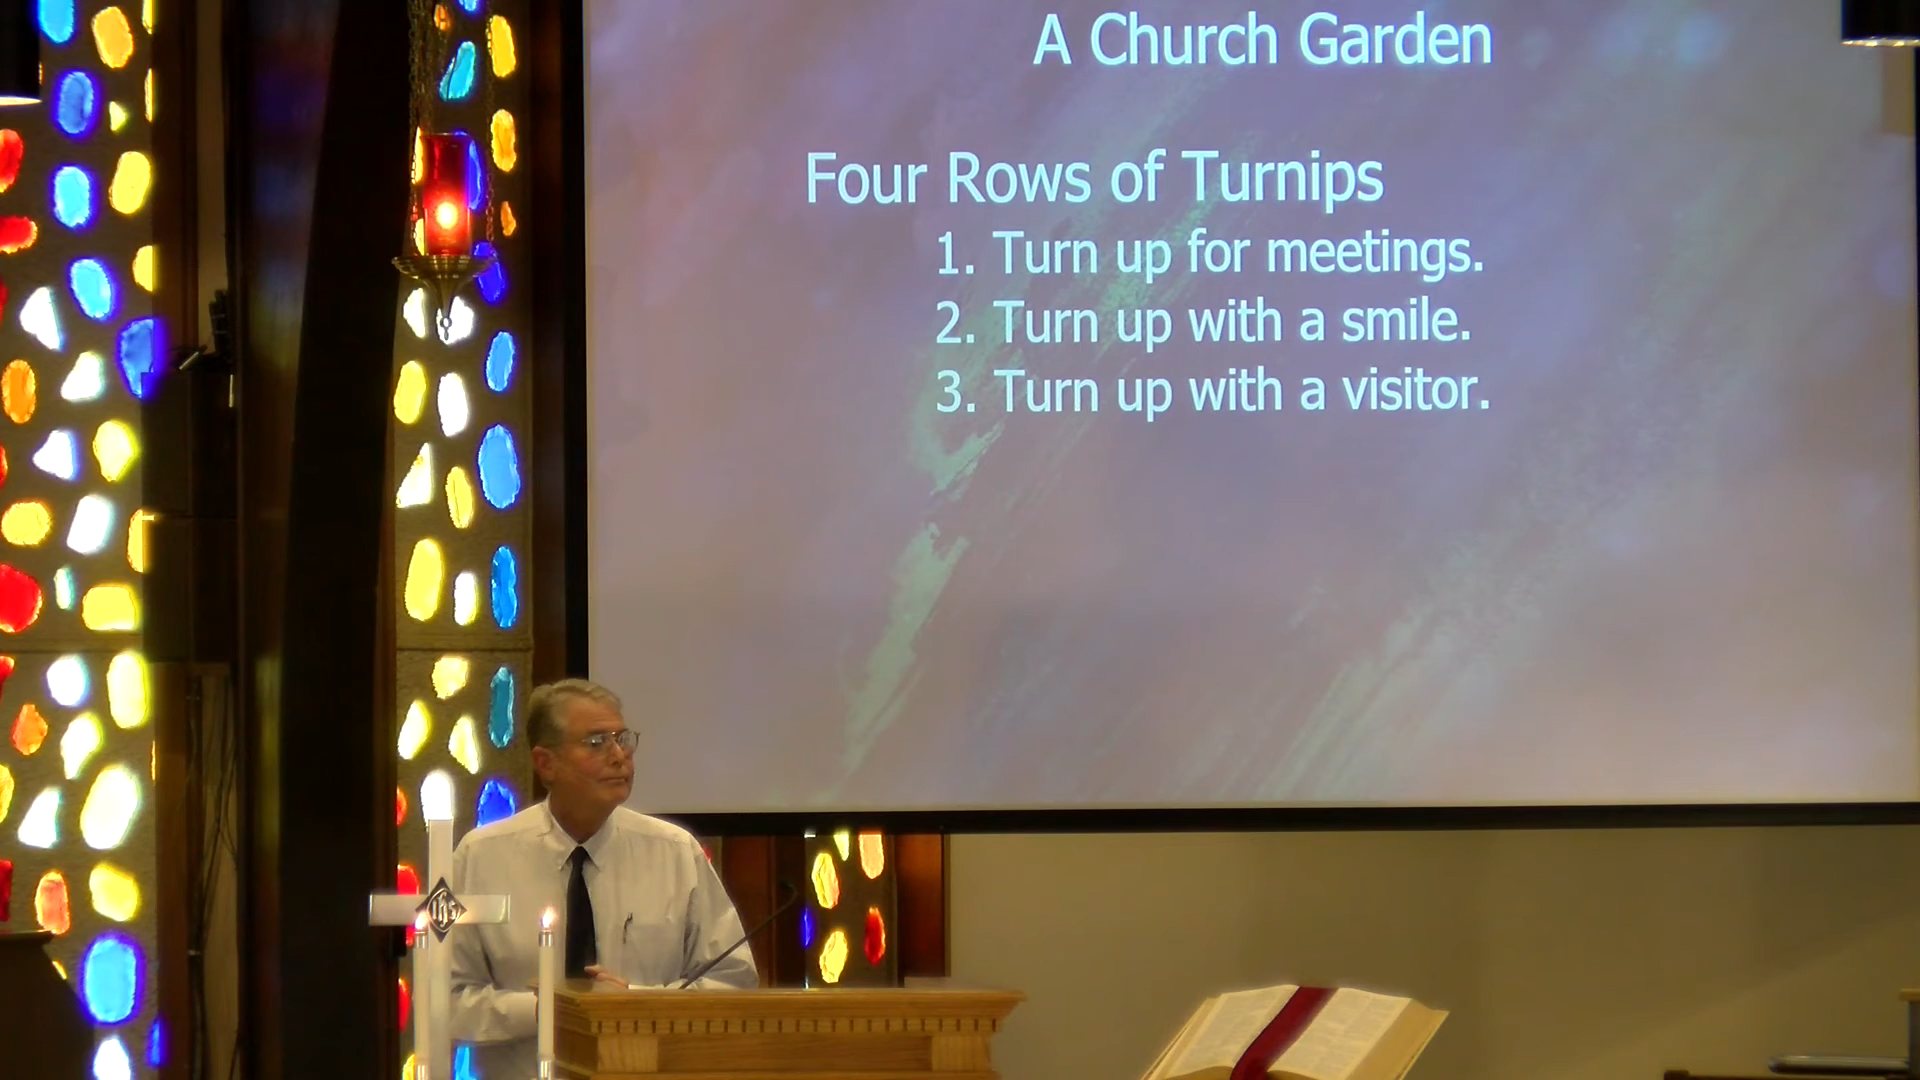 A Church Garden
Four Rows of Turnips
1. Turn up for meetings.
2. Turn up with a smile.
3. Turn up with a visitor.
IHS